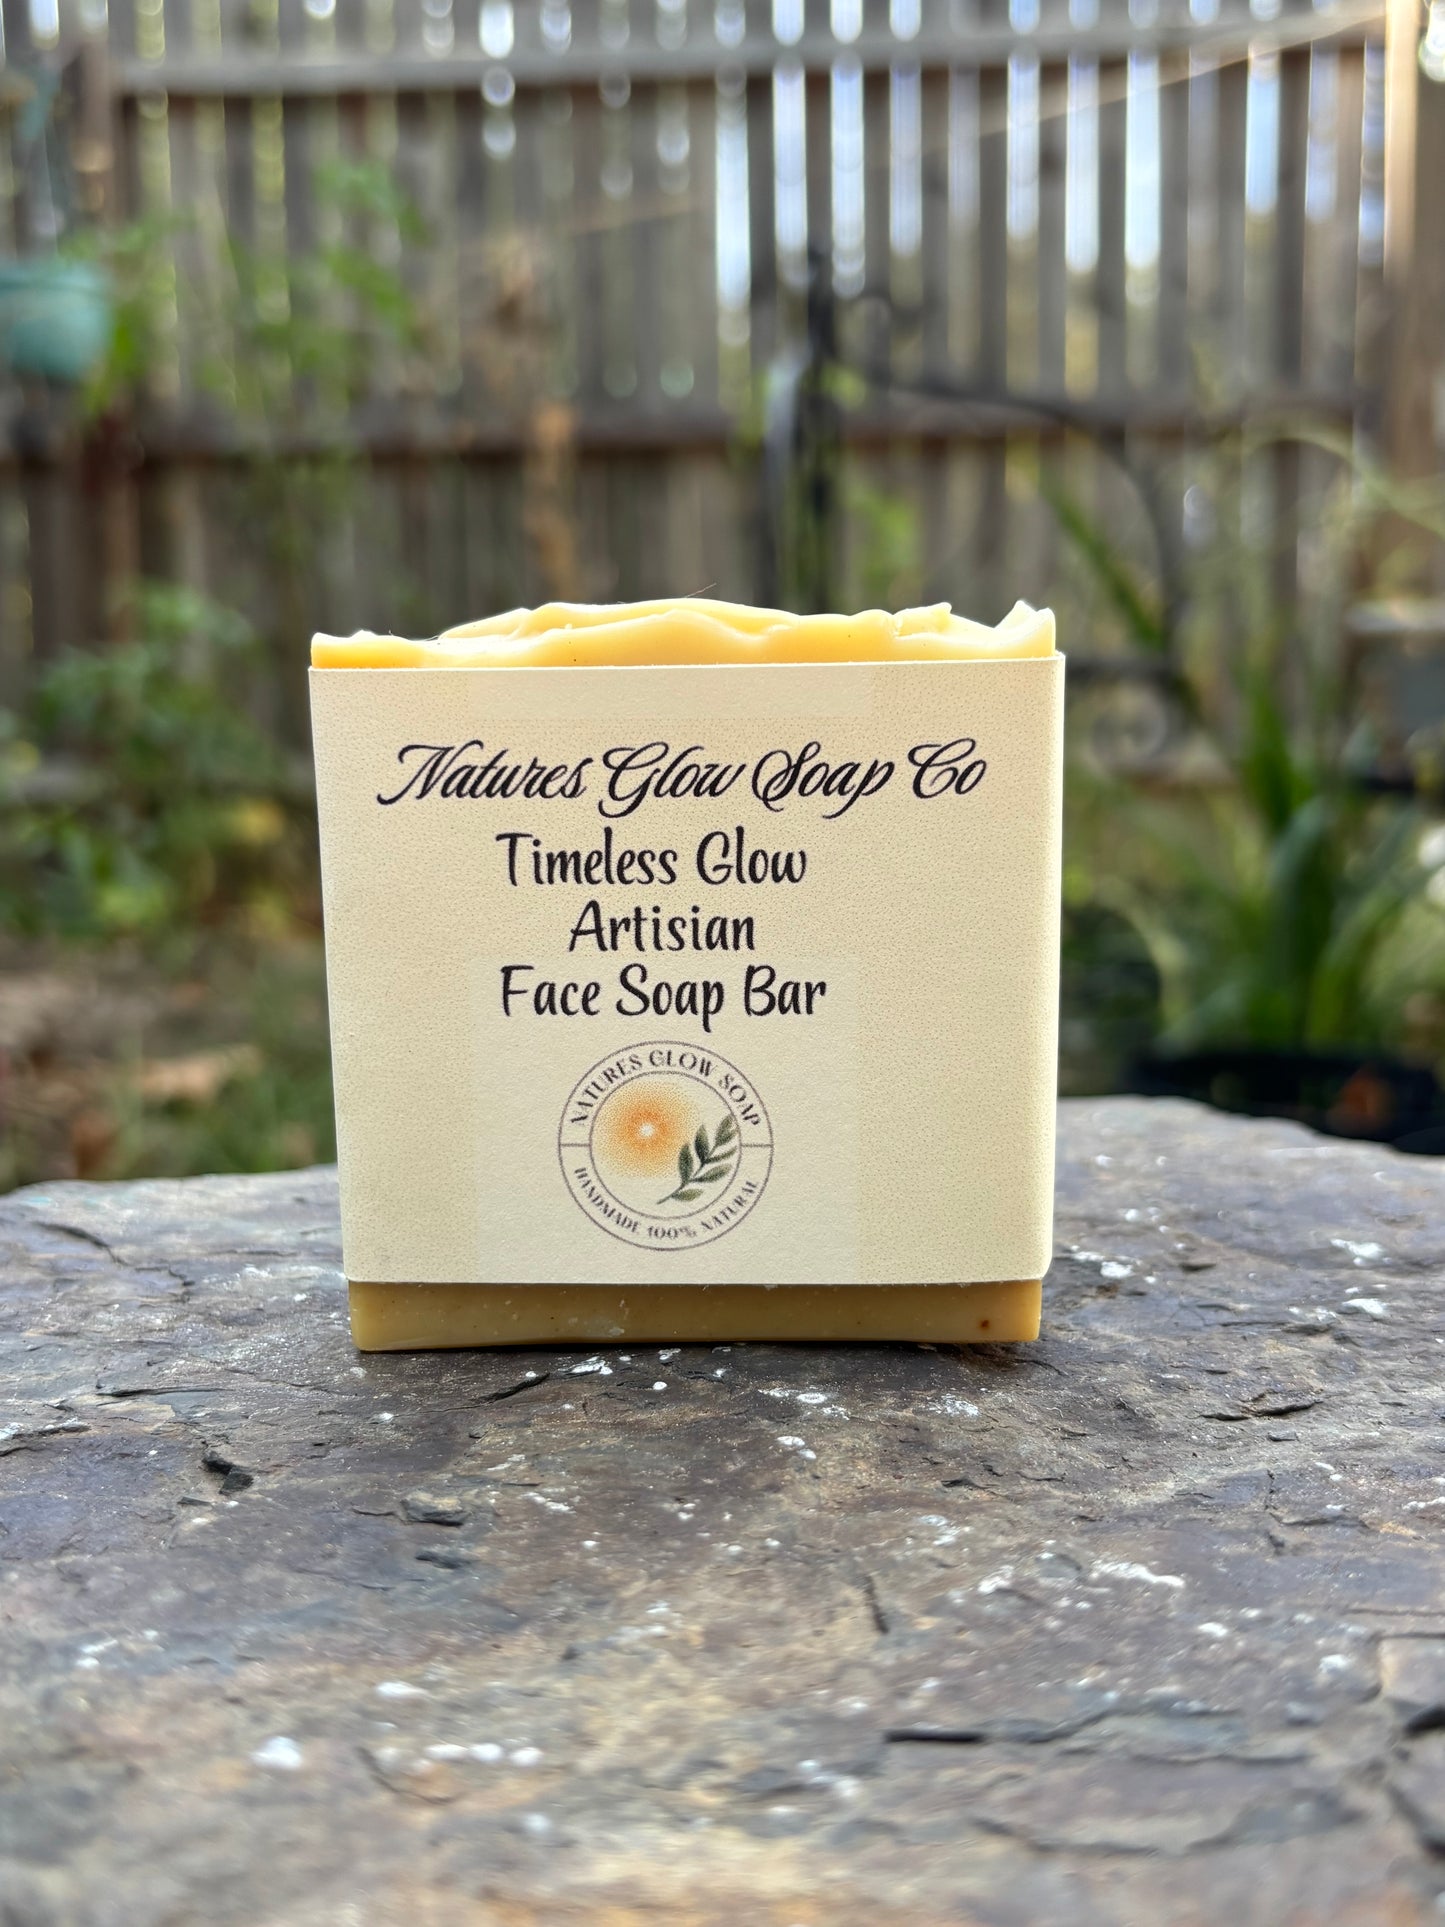 Natures Glow Soap Co
Timeless Glow
Artisian
Face Soap Bar
NATURES GLOW SOAP
HANDMADE 100% NATURAL